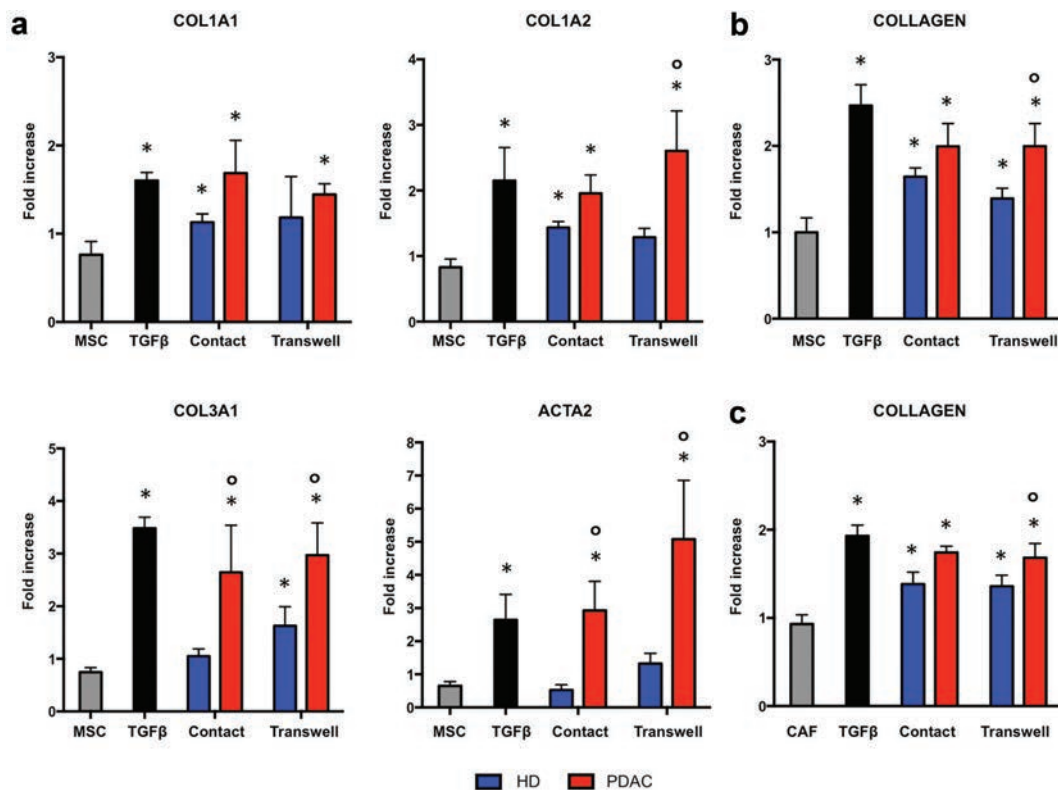 a
COL1A1
Fold increase
3
2
1
0
*
*
*
*
MSC TGFβ Contact Transwell
COL1A2
Fold increase
4
3
2
1
0
*
*
*
*
MSC TGFβ Contact Transwell
b
COLLAGEN
Fold increase
3
2
1
0
*
*
*
*
*
MSC TGFβ Contact Transwell
COL3A1
Fold increase
5
4
3
2
1
0
*
*
*
*
MSC TGFβ Contact Transwell
ACTA2
Fold increase
8
7
6
5
4
3
2
1
0
*
*
*
MSC TGFβ Contact Transwell
c
COLLAGEN
Fold increase
3
2
1
0
*
*
*
*
*
CAF TGFβ Contact Transwell
HD PDAC